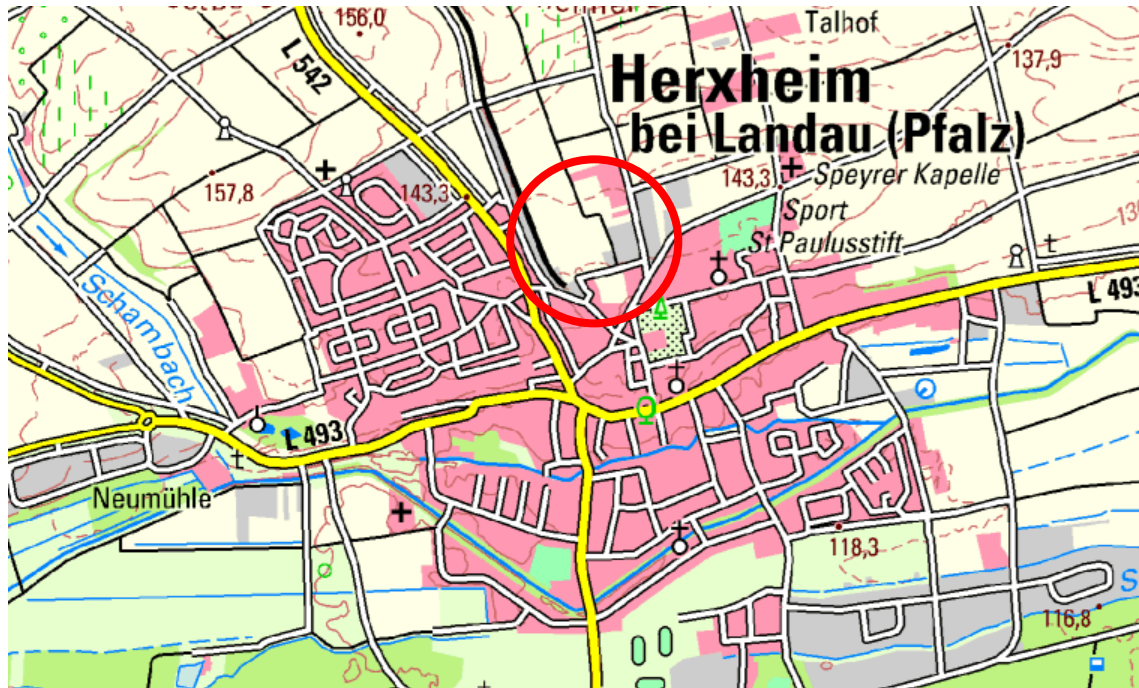 156,0
Talhof
L 542
137,9
Herxheim
bei Landau (Pfalz)
157,8
143,3
143,3
Speyrer Kapelle
Sport
St.Paulusstift
Schambach
L 493
L 493
Neumühle
118,3
116,8
S